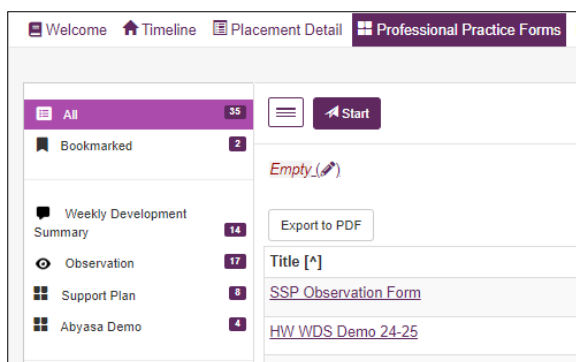 Welcome Timeline Placement Detail Professional Practice Forms
All 35
Bookmarked 2
Weekly Development
Summary 14
Observation 17
Support Plan 8
Abyasa Demo 4
Start
Empty ( )
Export to PDF
Title [^]
SSP Observation Form
HW WDS Demo 24-25